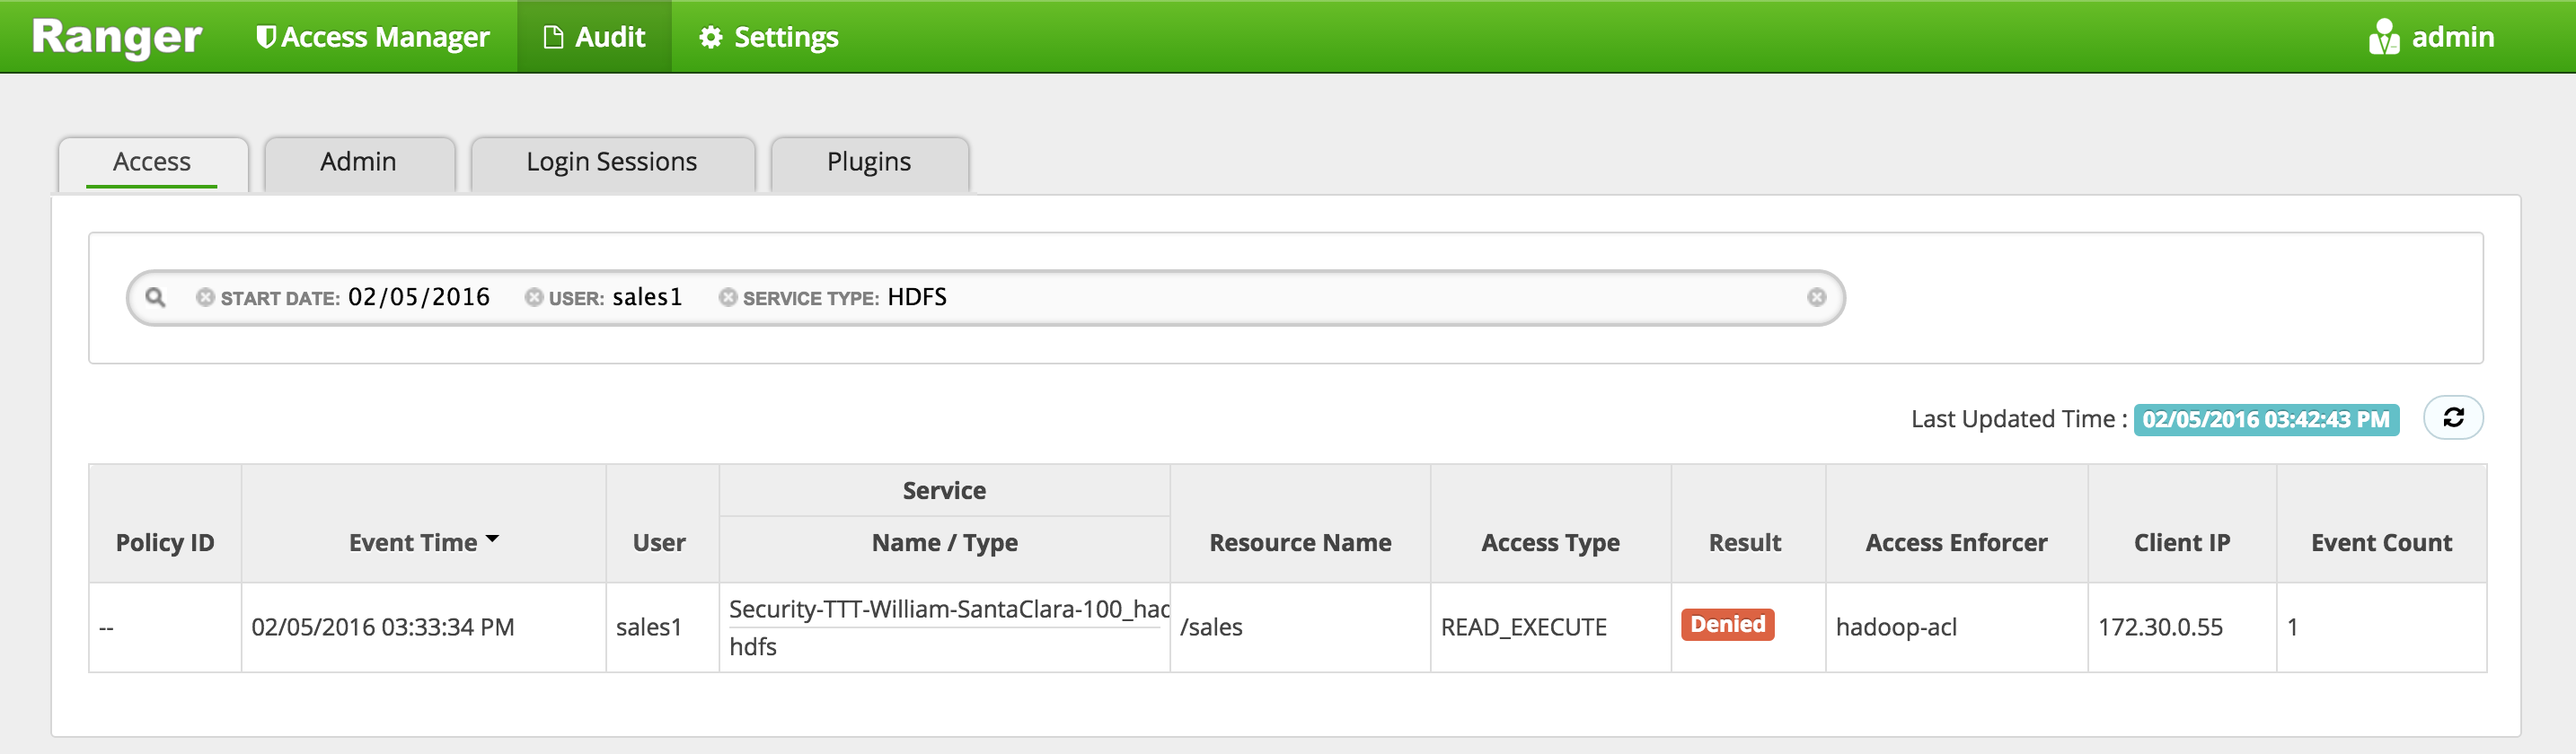 Ranger Access Manager Audit Settings admin
Access Admin Login Sessions Plugins
START DATE: 02/05/2016 USER: sales1 SERVICE TYPE: HDFS
Last Updated Time : 02/05/2016 03:42:43 PM
Service
Policy ID Event Time User Name / Type Resource Name Access Type Result Access Enforcer Client IP Event Count
Security-TTT-William-SantaClara-100_had
-- 02/05/2016 03:33:34 PM sales1 /sales READ_EXECUTE Denied hadoop-acl 172.30.0.55 1
hdfs